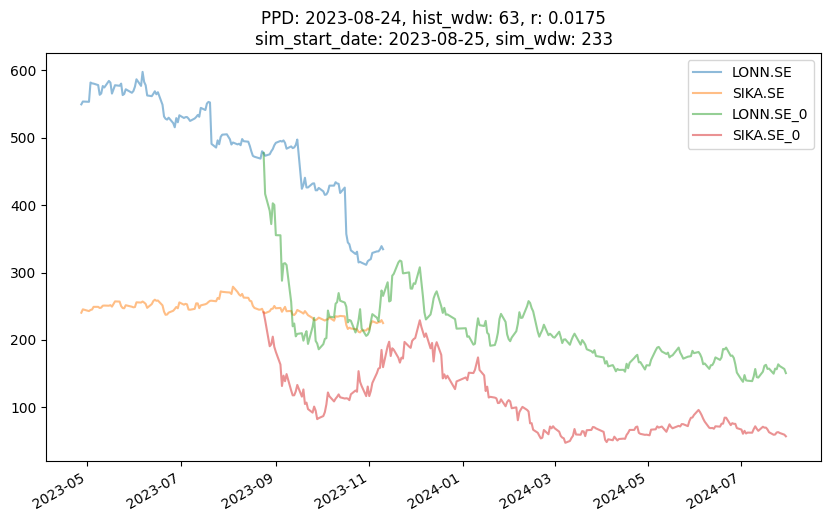 PPD: 2023-08-24, hist_wdw: 63, r: 0.0175
sim_start_date: 2023-08-25, sim_wdw: 233
LONN.SE
SIKA.SE
LONN.SE_0
SIKA.SE_0
600
500
400
300
200
100
2023-05
2023-07
2023-09
2023-11
2024-01
2024-03
2024-05
2024-07